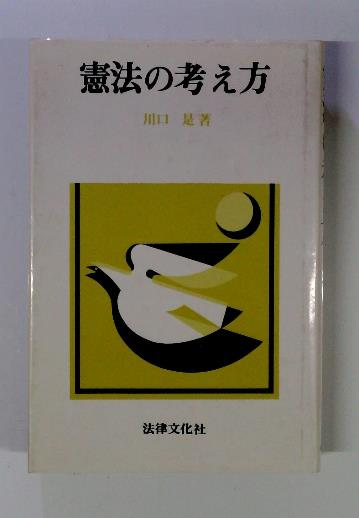 憲法の考え方
川口 是著
法律文化社